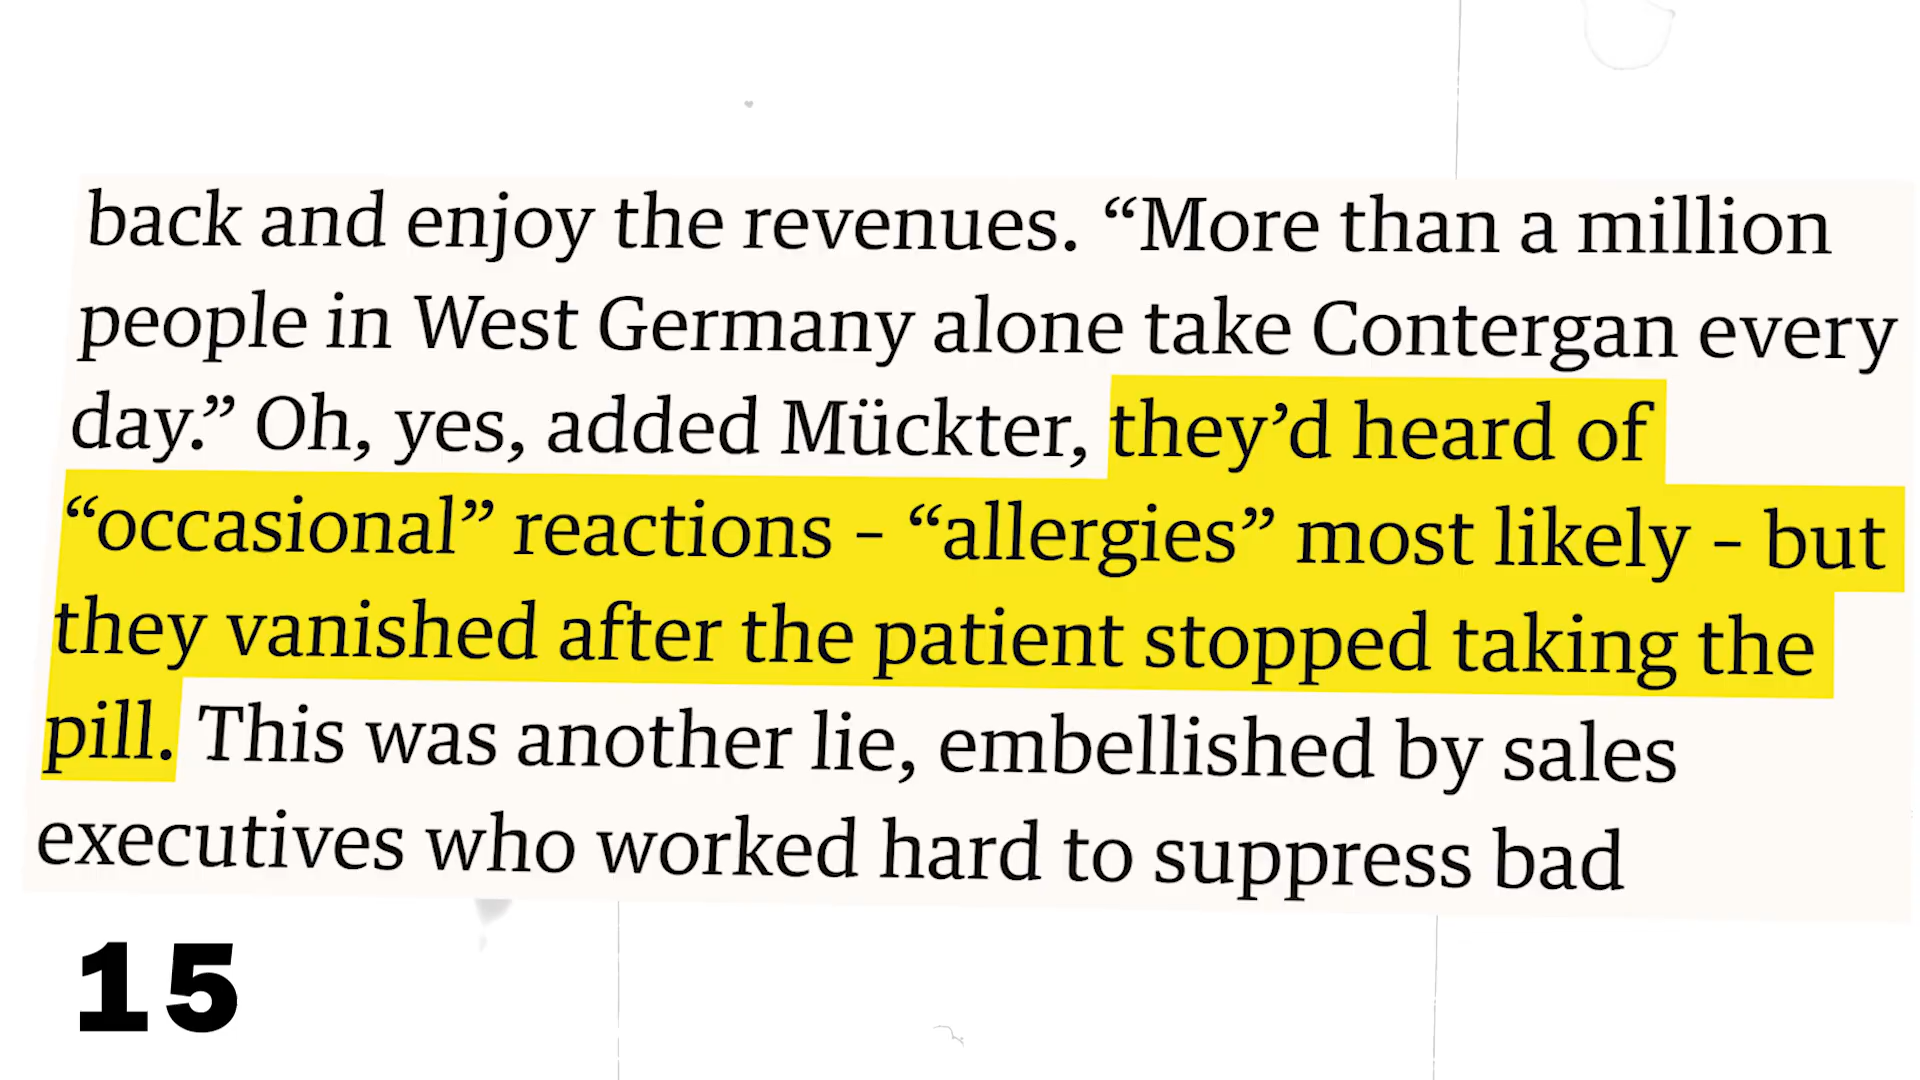 back and enjoy the revenues. “More than a million
people in West Germany alone take Contergan every
day.” Oh, yes, added Mückter, they’d heard of
“occasional” reactions – “allergies” most likely – but
they vanished after the patient stopped taking the
pill. This was another lie, embellished by sales
executives who worked hard to suppress bad
15